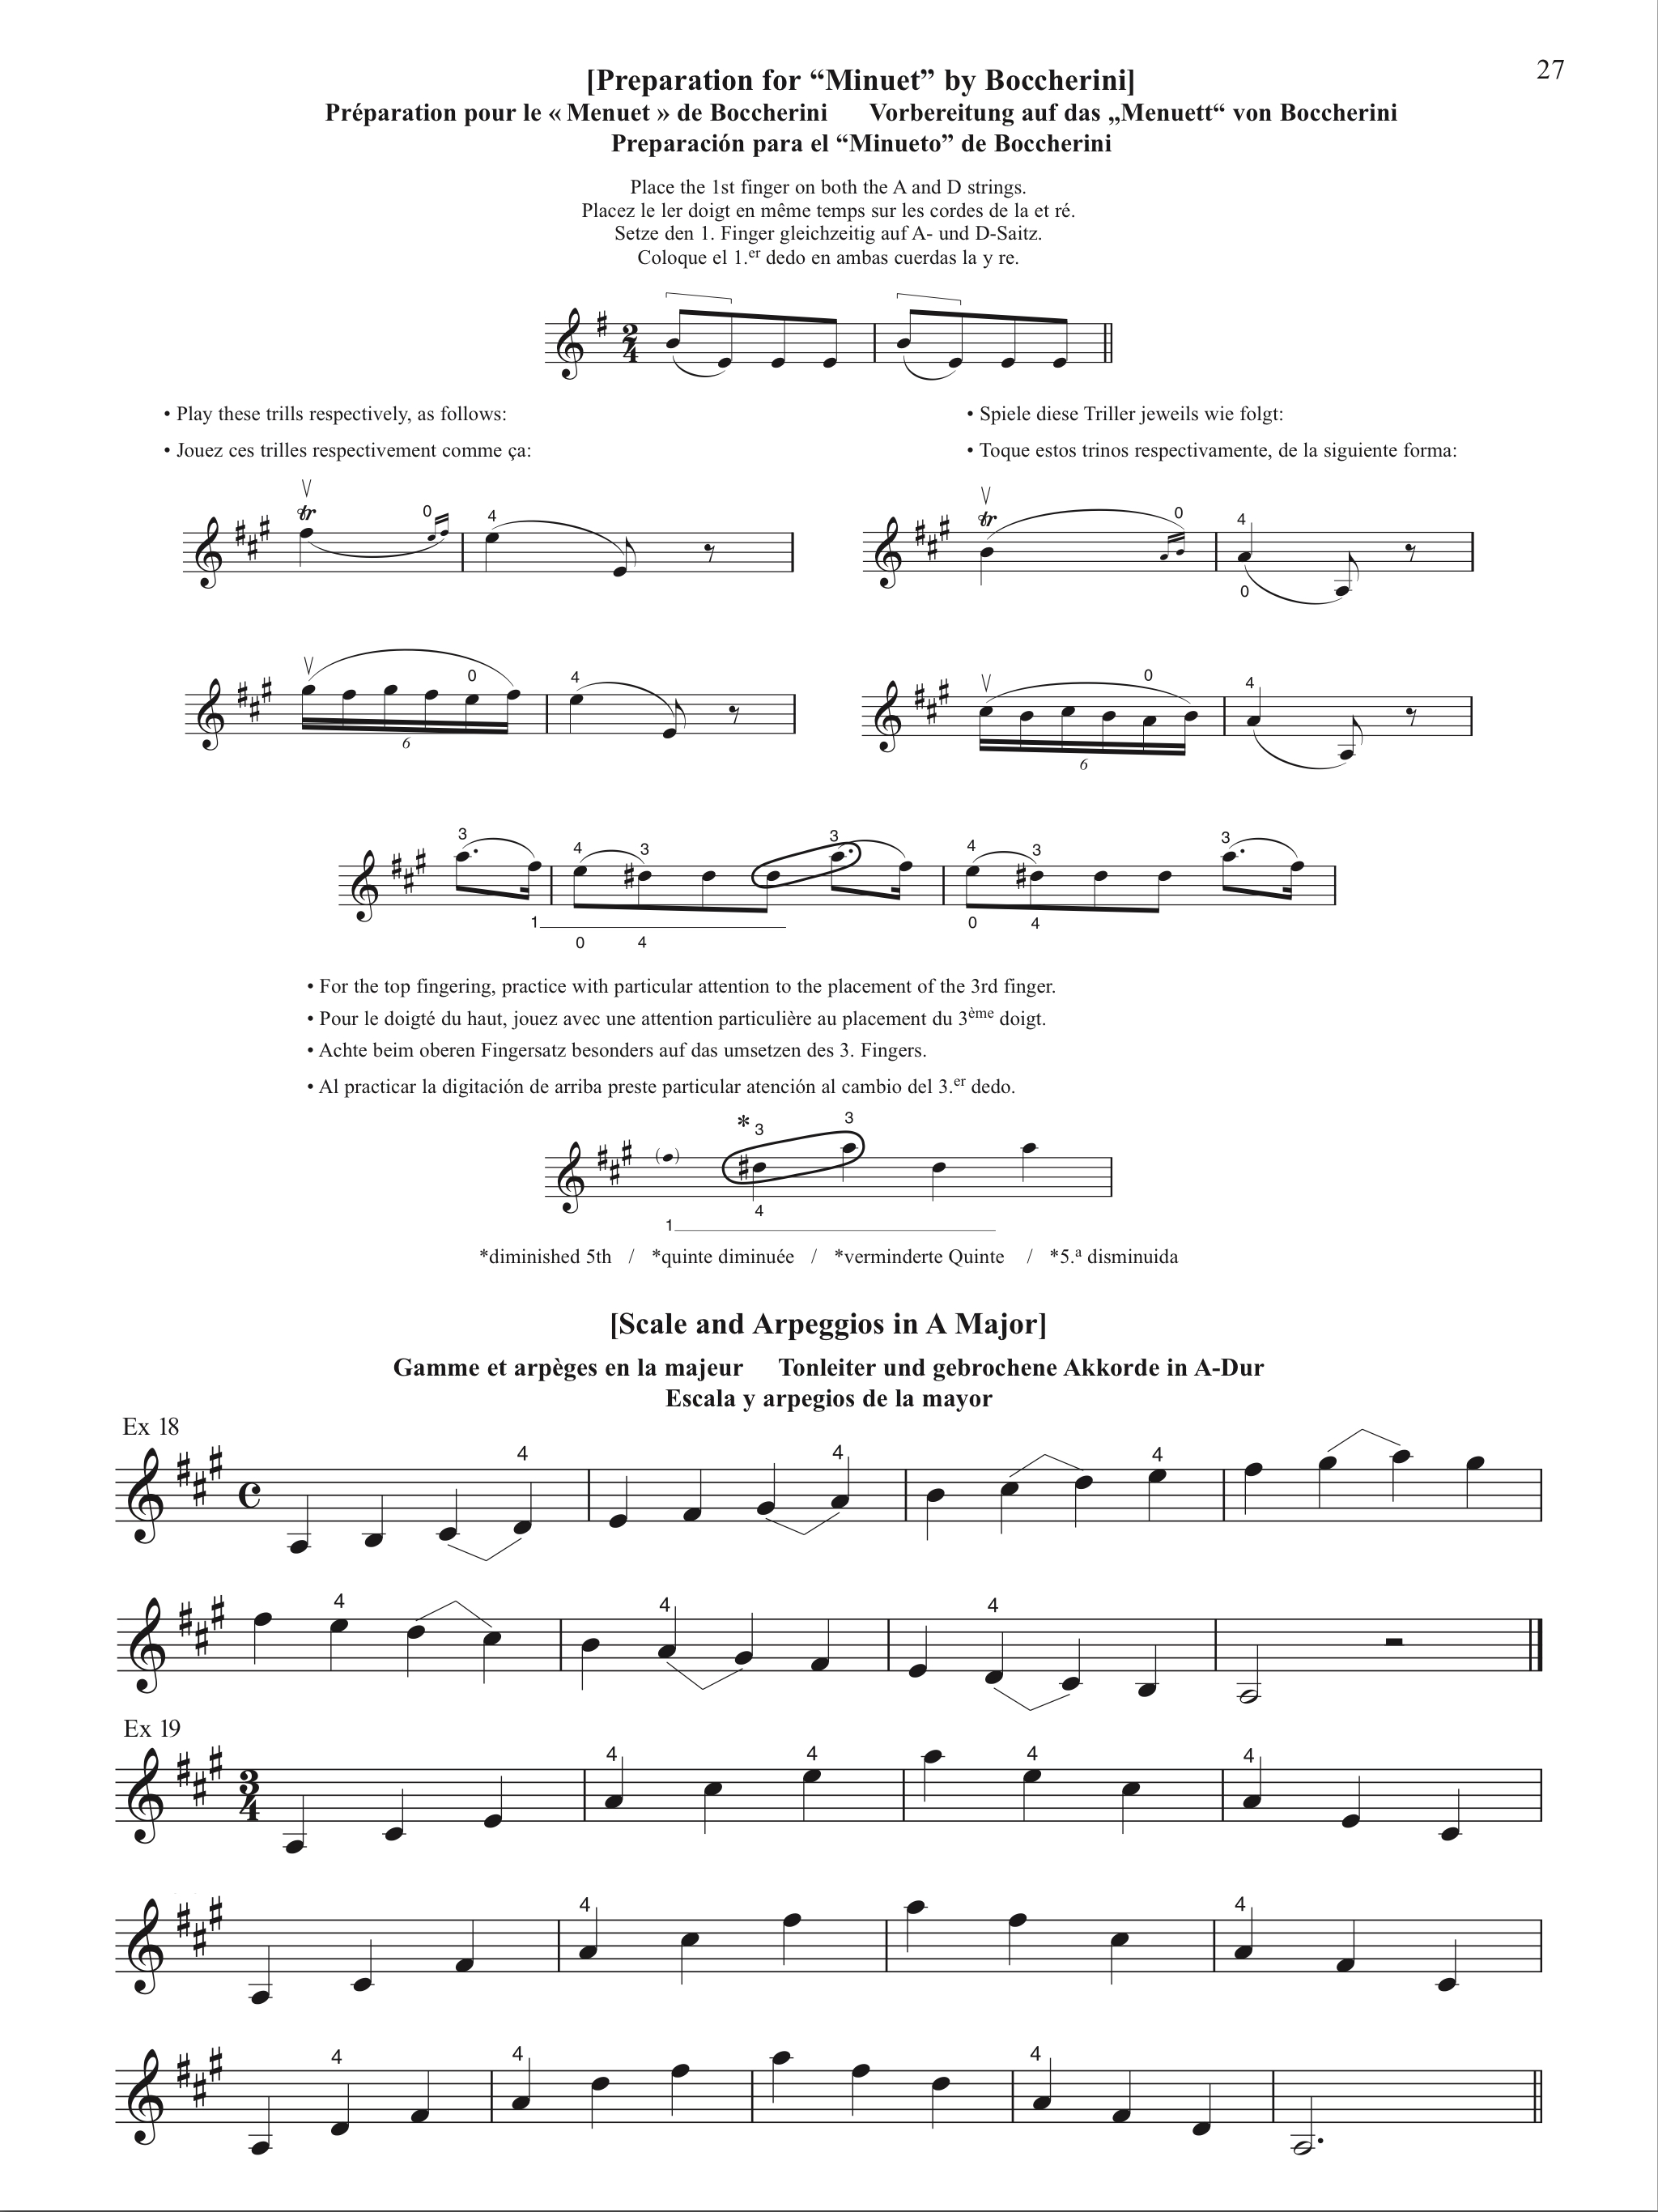 27
[Preparation for “Minuet” by Boccherini]
Préparation pour le « Menuet » de Boccherini Vorbereitung auf das „Menuett“ von Boccherini
Preparación para el “Minueto” de Boccherini
Place the 1st finger on both the A and D strings.
Placez le ler doigt en même temps sur les cordes de la et ré.
Setze den 1. Finger gleichzeitig auf A- und D-Saitz.
Coloque el 1.er dedo en ambas cuerdas la y re.
2
4
• Play these trills respectively, as follows:
• Jouez ces trilles respectivement comme ça:
• Spiele diese Triller jeweils wie folgt:
• Toque estos trinos respectivamente, de la siguiente forma:
tr 0 4
tr 0 4
0
0 4
6
0 4
6
3 4 3 3 4 3 3
1
0 4 0 4
• For the top fingering, practice with particular attention to the placement of the 3rd finger.
• Pour le doigté du haut, jouez avec une attention particulière au placement du 3ème doigt.
• Achte beim oberen Fingersatz besonders auf das umsetzen des 3. Fingers.
• Al practicar la digitación de arriba preste particular atención al cambio del 3.er dedo.
* 3 3
4
1
*diminished 5th / *quinte diminuée / *verminderte Quinte / *5.ª disminuida
[Scale and Arpeggios in A Major]
Gamme et arpèges en la majeur Tonleiter und gebrochene Akkorde in A-Dur
Escala y arpegios de la mayor
Ex 18
4 4 4
4 4 4
Ex 19
3
4
4 4 4 4
4 4
4 4 4